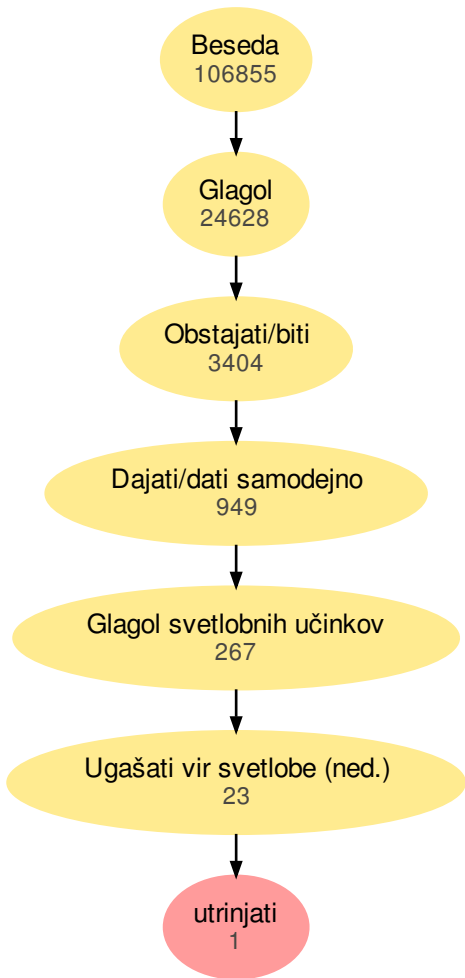 Beseda
106855
Glagol
24628
Obstajati/biti
3404
Dajati/dati samodejno
949
Glagol svetlobnih učinkov
267
Ugašati vir svetlobe (ned.)
23
utrinjati
1